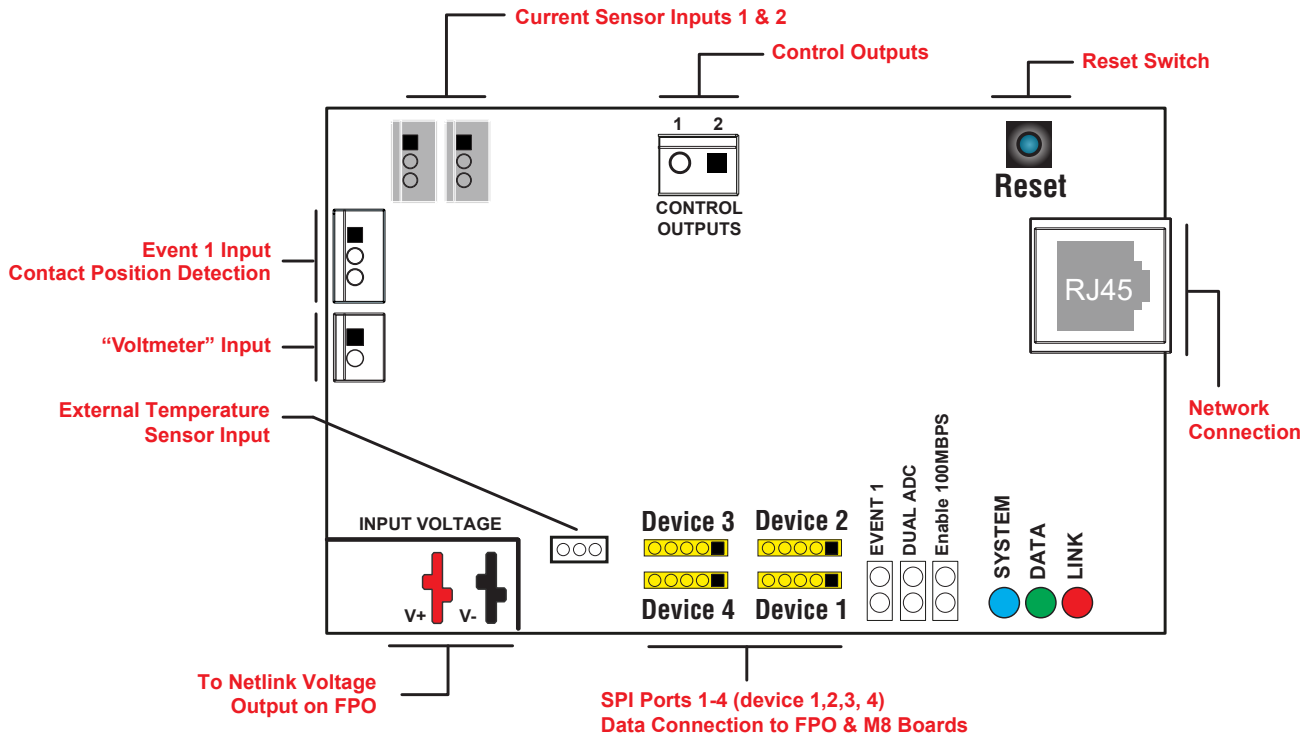 Current Sensor Inputs 1 & 2
Control Outputs
Reset Switch
1 2
CONTROL
OUTPUTS
Reset
Event 1 Input
Contact Position Detection
RJ45
“Voltmeter” Input
External Temperature
Sensor Input
Network
Connection
INPUT VOLTAGE
V+ V-
Device 3 Device 2
Device 4 Device 1
EVENT 1
DUAL ADC
Enable 100MBPS
SYSTEM
DATA
LINK
To Netlink Voltage
Output on FPO
SPI Ports 1-4 (device 1,2,3, 4)
Data Connection to FPO & M8 Boards